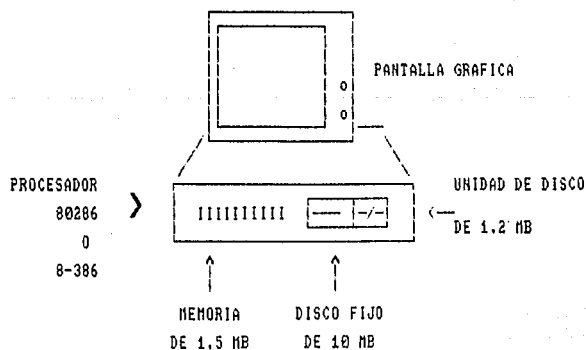 PANTALLA GRAFICA
PROCESADOR
80286
O
8-386
UNIDAD DE DISCO
DE 1.2 MB
MEMORIA
DE 1.5 MB
DISCO FIJO
DE 10 MB